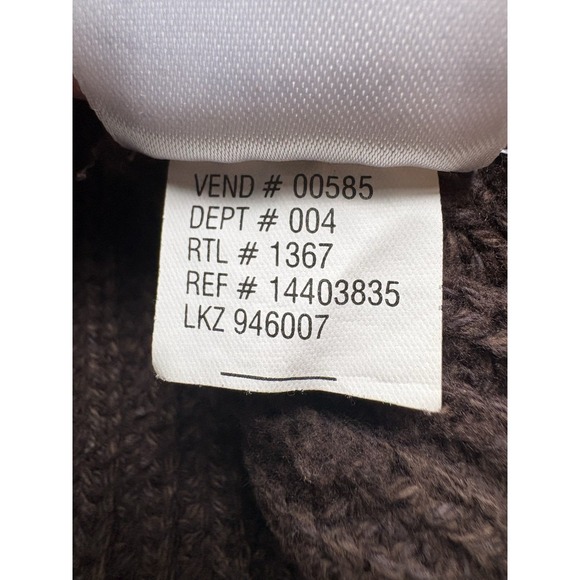 VEND # 00585
DEPT # 004
RTL # 1367
REF # 14403835
LKZ 946007